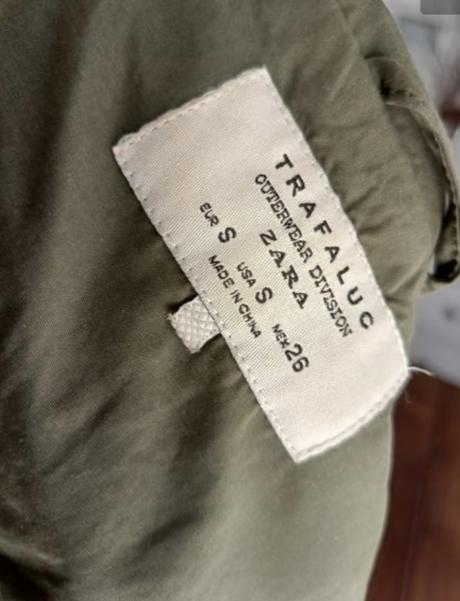 TRAFALUC
OUTERWEAR DIVISION
ZARA
EUR S USA S MEX 26
MADE IN CHINA